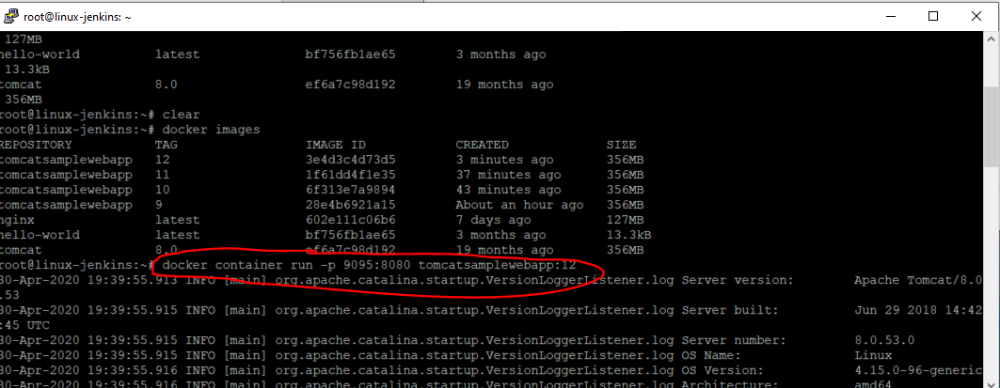 root@linux-jenkins: ~
127MB
hello-world latest bf756fb1ae65 3 months ago
13.3kB
tomcat 8.0 ef6a7c98d192 19 months ago
356MB
root@linux-jenkins:~# clear
root@linux-jenkins:~# docker images
REPOSITORY TAG IMAGE ID CREATED SIZE
tomcatsamplewebapp 12 3e4d3c4d73d5 3 minutes ago 356MB
tomcatsamplewebapp 11 1f61dd4f1e35 37 minutes ago 356MB
tomcatsamplewebapp 10 6f313e7a9894 43 minutes ago 356MB
tomcatsamplewebapp 9 28e4b6921a15 About an hour ago 356MB
nginx latest 602e111c06b6 7 days ago 127MB
hello-world latest bf756fb1ae65 3 months ago 13.3kB
tomcat 8.0 ef6a7c98d192 19 months ago 356MB
root@linux-jenkins:~# docker container run -p 9095:8080 tomcatsamplewebapp:12
30-Apr-2020 19:39:55.913 INFO [main] org.apache.catalina.startup.VersionLoggerListener.log Server version: Apache Tomcat/8.0
.53
30-Apr-2020 19:39:55.915 INFO [main] org.apache.catalina.startup.VersionLoggerListener.log Server built: Jun 29 2018 14:42
:45 UTC
30-Apr-2020 19:39:55.915 INFO [main] org.apache.catalina.startup.VersionLoggerListener.log Server number: 8.0.53.0
30-Apr-2020 19:39:55.915 INFO [main] org.apache.catalina.startup.VersionLoggerListener.log OS Name: Linux
30-Apr-2020 19:39:55.916 INFO [main] org.apache.catalina.startup.VersionLoggerListener.log OS Version: 4.15.0-96-generic
30-Apr-2020 19:39:55.916 INFO [main] org.apache.catalina.startup.VersionLoggerListener.log Architecture: amd64